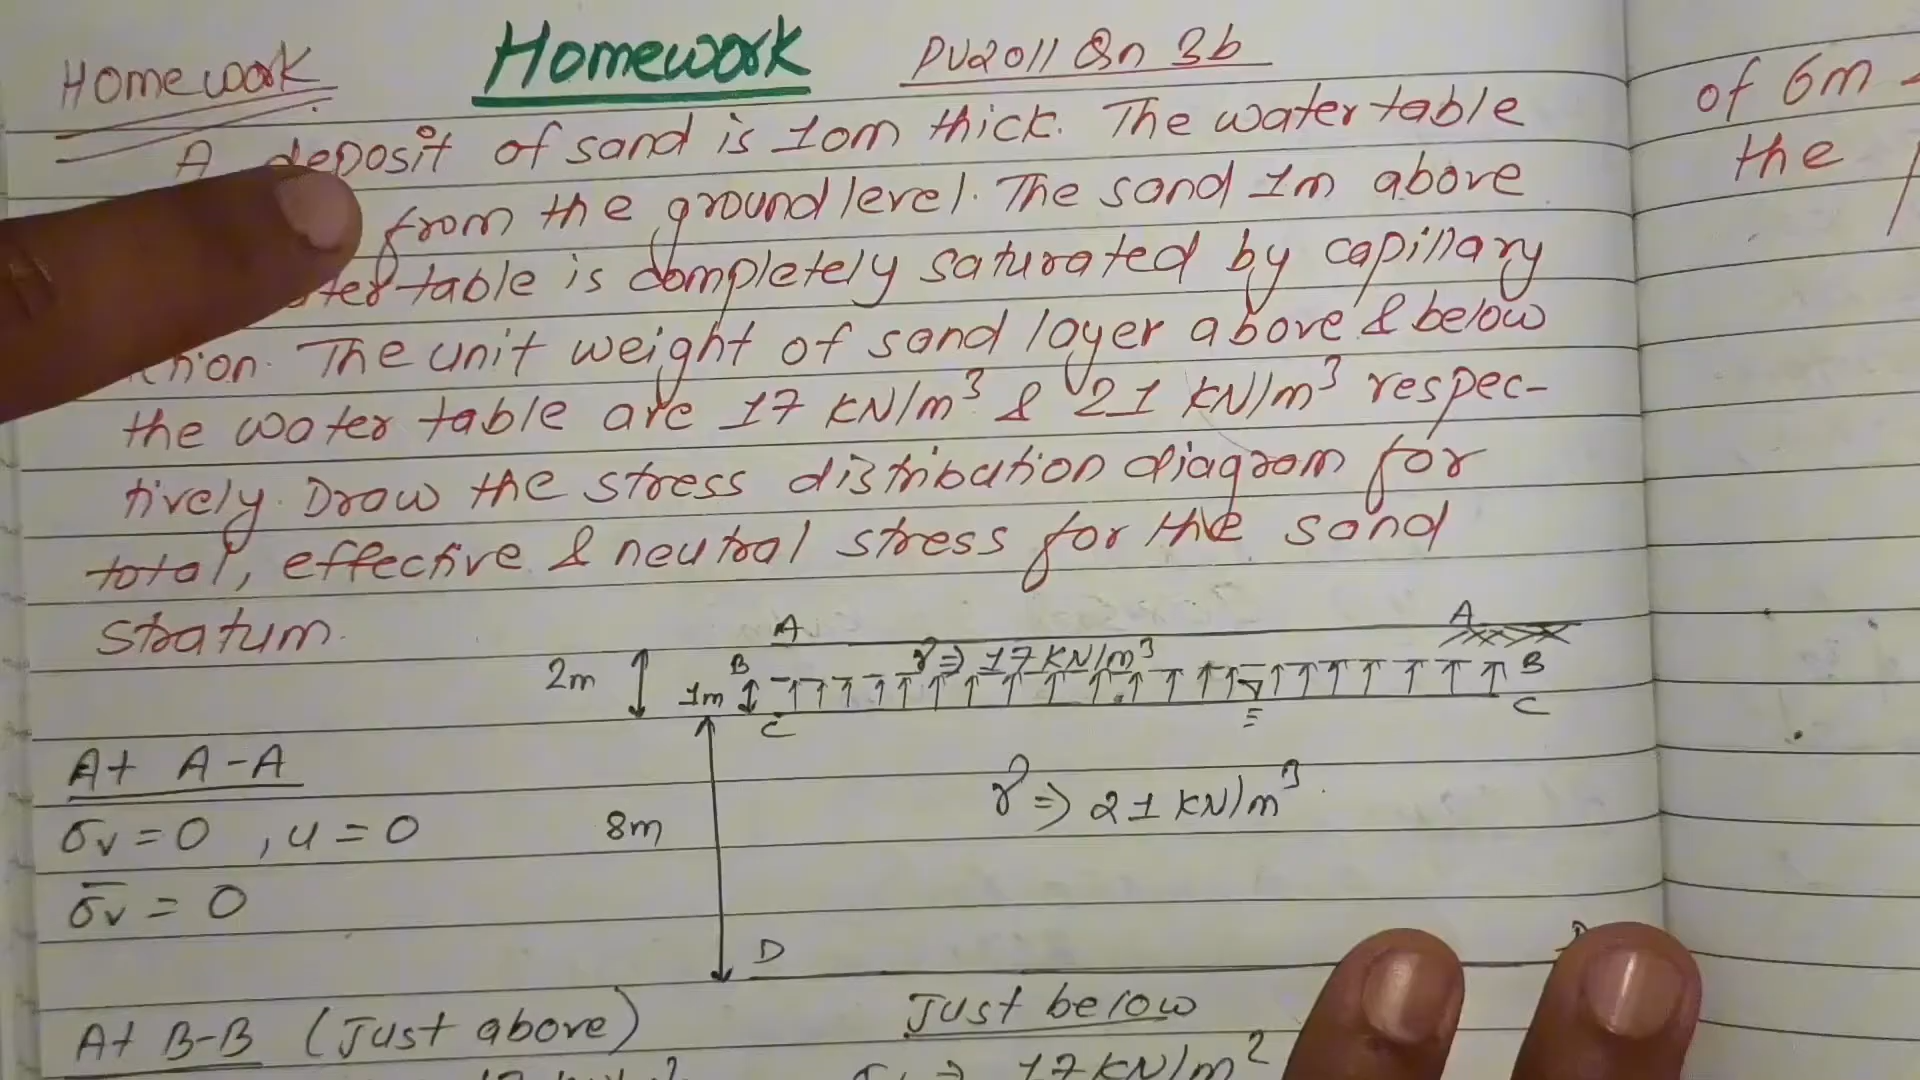 Homework
Homework
PU2011 Qn 3b
A deposit of sand is 10m thick. The water table
from the ground level. The sand 1m above
table is completely saturated by capillary
The unit weight of sand layer above & below
the water table are 17 KN/m³ & 21 KN/m³ respec-
tively. Draw the stress distribution diagram for
total, effective & neutral stress for the sand
stratum.
of 6m
the
A
A
2m
B
γ ⇒ 17 KN/m³
B
1m
C
C
At A-A
γ ⇒ 21 KN/m³
σv = 0 , u = 0
8m
σ̄v = 0
D
At B-B (Just above)
Just below
17 KN/m²